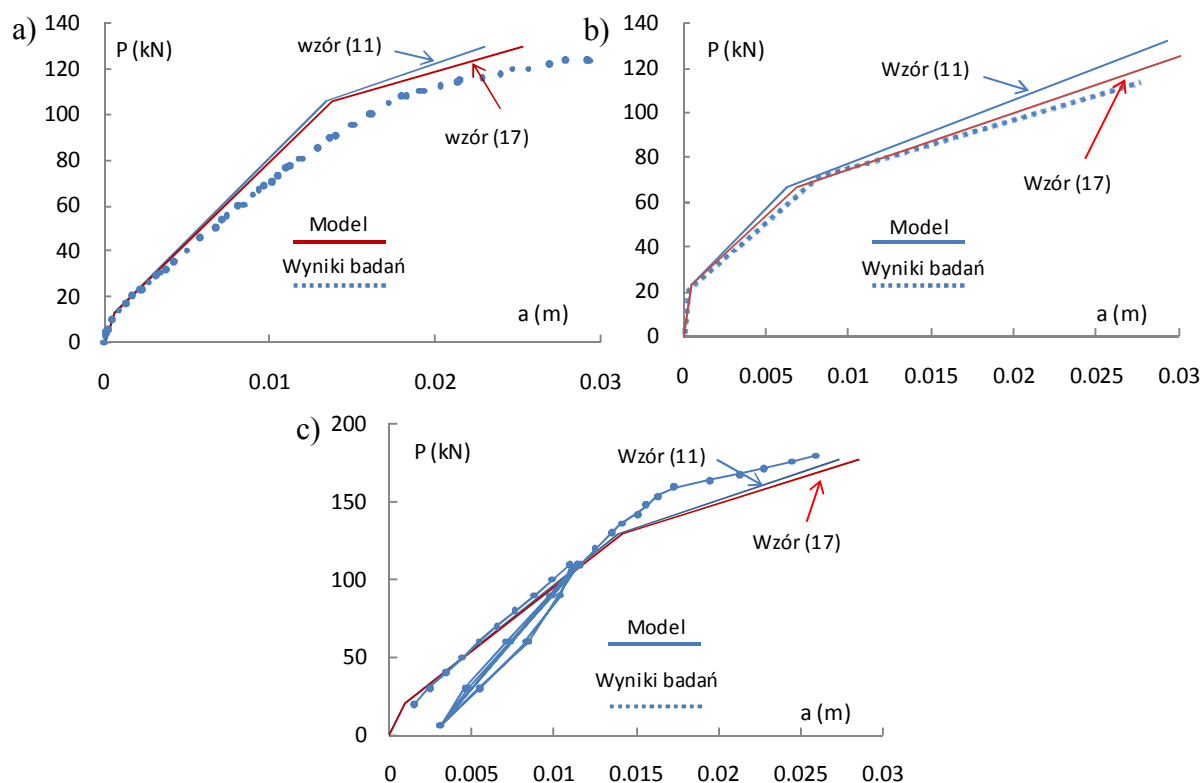 a)
P (kN)
140
120
100
80
60
40
20
0
wzór (11)
wzór (17)
Model
Wyniki badań
a (m)
0 0.01 0.02 0.03
b)
P (kN)
140
120
100
80
60
40
20
0
Wzór (11)
Wzór (17)
Model
Wyniki badań
a (m)
0 0.005 0.01 0.015 0.02 0.025 0.03
c)
P (kN)
200
150
100
50
0
Wzór (11)
Wzór (17)
Model
Wyniki badań
a (m)
0 0.005 0.01 0.015 0.02 0.025 0.03